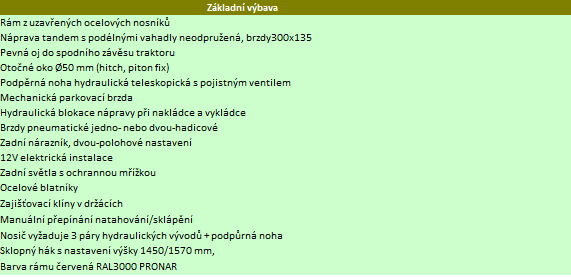 Základní výbava
Rám z uzavřených ocelových nosníků
Náprava tandem s podélnými vahadly neodpružená, brzdy300x135
Pevná oj do spodního závěsu traktoru
Otočné oko Ø50 mm (hitch, piton fix)
Podpěrná noha hydraulická teleskopická s pojistným ventilem
Mechanická parkovací brzda
Hydraulická blokace nápravy při nakládce a vykládce
Brzdy pneumatické jedno- nebo dvou-hadicové
Zadní nárazník, dvou-polohové nastavení
12V elektrická instalace
Zadní světla s ochrannou mřížkou
Ocelové blatníky
Zajišťovací klíny v držácích
Manuální přepínání natahování/sklápění
Nosič vyžaduje 3 páry hydraulických vývodů + podpůrná noha
Sklopný hák s nastavení výšky 1450/1570 mm,
Barva rámu červená RAL3000 PRONAR